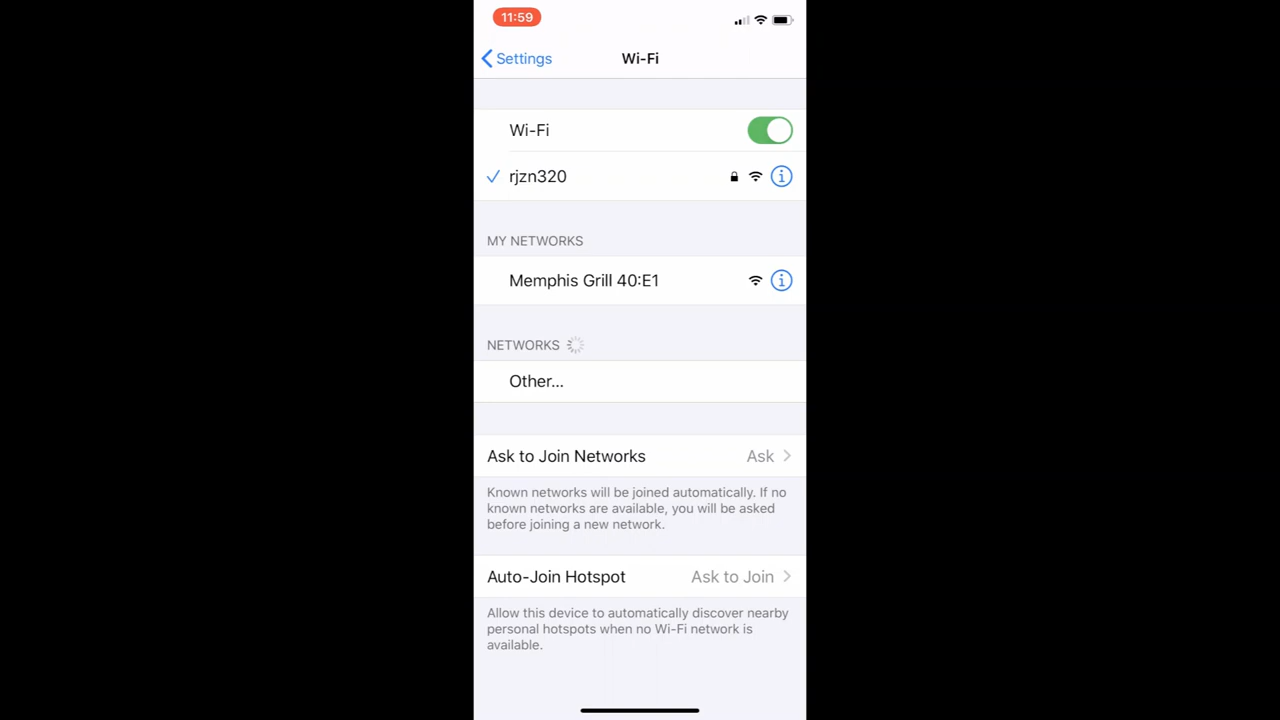 11:59
Settings
Wi-Fi
Wi-Fi
rjzn320
MY NETWORKS
Memphis Grill 40:E1
NETWORKS
Other...
Ask to Join Networks Ask
Known networks will be joined automatically. If no
known networks are available, you will be asked
before joining a new network.
Auto-Join Hotspot Ask to Join
Allow this device to automatically discover nearby
personal hotspots when no Wi-Fi network is
available.